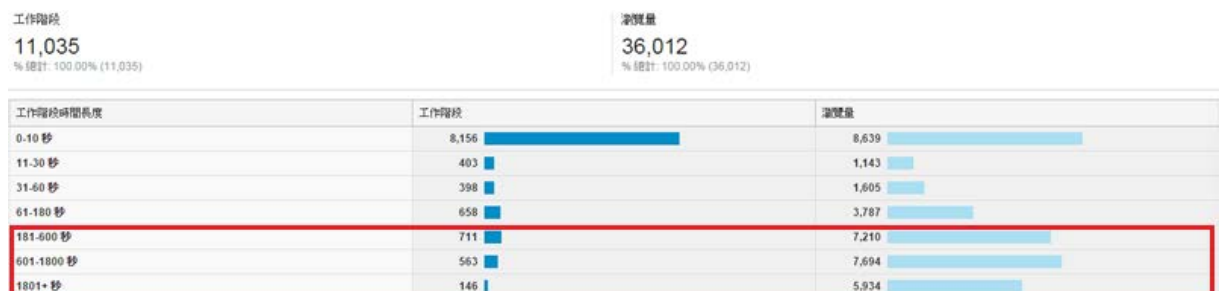 工作階段 瀏覽量
11,035 36,012
% 總計: 100.00% (11,035) % 總計: 100.00% (36,012)
工作階段時間長度 工作階段 瀏覽量
0-10 秒 8,156 8,639
11-30 秒 403 1,143
31-60 秒 398 1,605
61-180 秒 658 3,787
181-600 秒 711 7,210
601-1800 秒 563 7,694
1801+ 秒 146 5,934